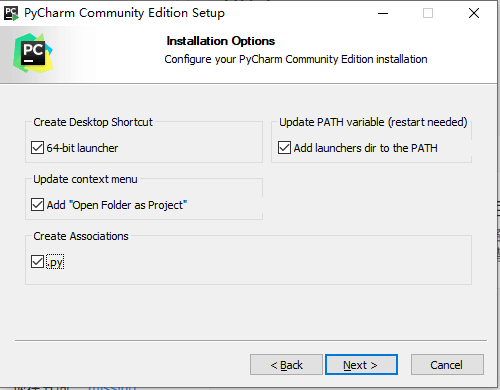 PyCharm Community Edition Setup
PC
Installation Options
Configure your PyCharm Community Edition installation
Create Desktop Shortcut
64-bit launcher
Update PATH variable (restart needed)
Add launchers dir to the PATH
Update context menu
Add "Open Folder as Project"
Create Associations
.py
< Back
Next >
Cancel